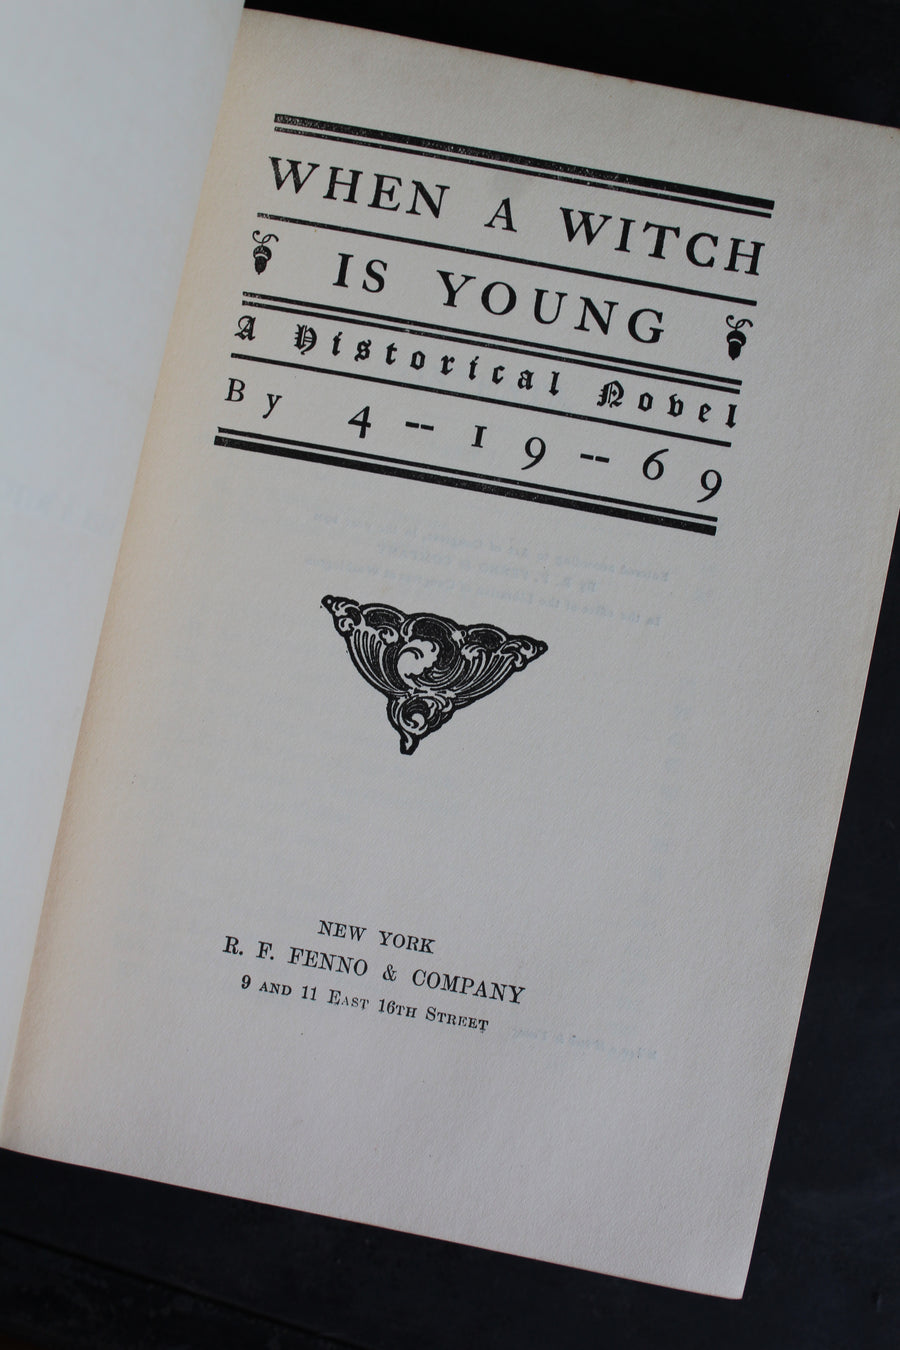 WHEN A WITCH
IS YOUNG
A Historical Novel
By 4--19--69
NEW YORK
R. F. FENNO & COMPANY
9 AND 11 EAST 16TH STREET